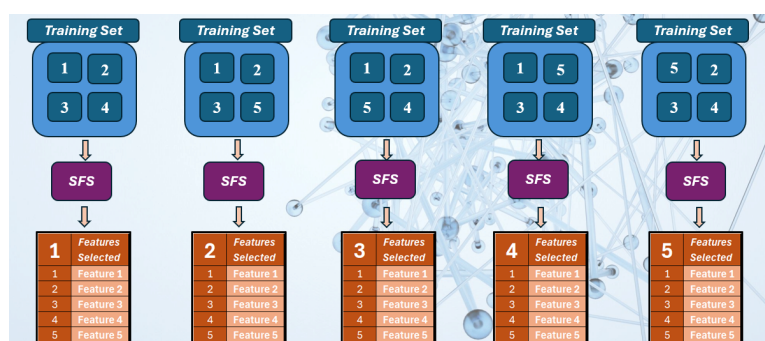 Training Set Training Set Training Set Training Set Training Set
1 2 1 2 1 2 1 5 5 2
3 4 3 5 5 4 3 4 3 4
SFS SFS SFS SFS SFS
1 Features Selected 2 Features Selected 3 Features Selected 4 Features Selected 5 Features Selected
1 Feature 1 1 Feature 1 1 Feature 1 1 Feature 1 1 Feature 1
2 Feature 2 2 Feature 2 2 Feature 2 2 Feature 2 2 Feature 2
3 Feature 3 3 Feature 3 3 Feature 3 3 Feature 3 3 Feature 3
4 Feature 4 4 Feature 4 4 Feature 4 4 Feature 4 4 Feature 4
5 Feature 5 5 Feature 5 5 Feature 5 5 Feature 5 5 Feature 5